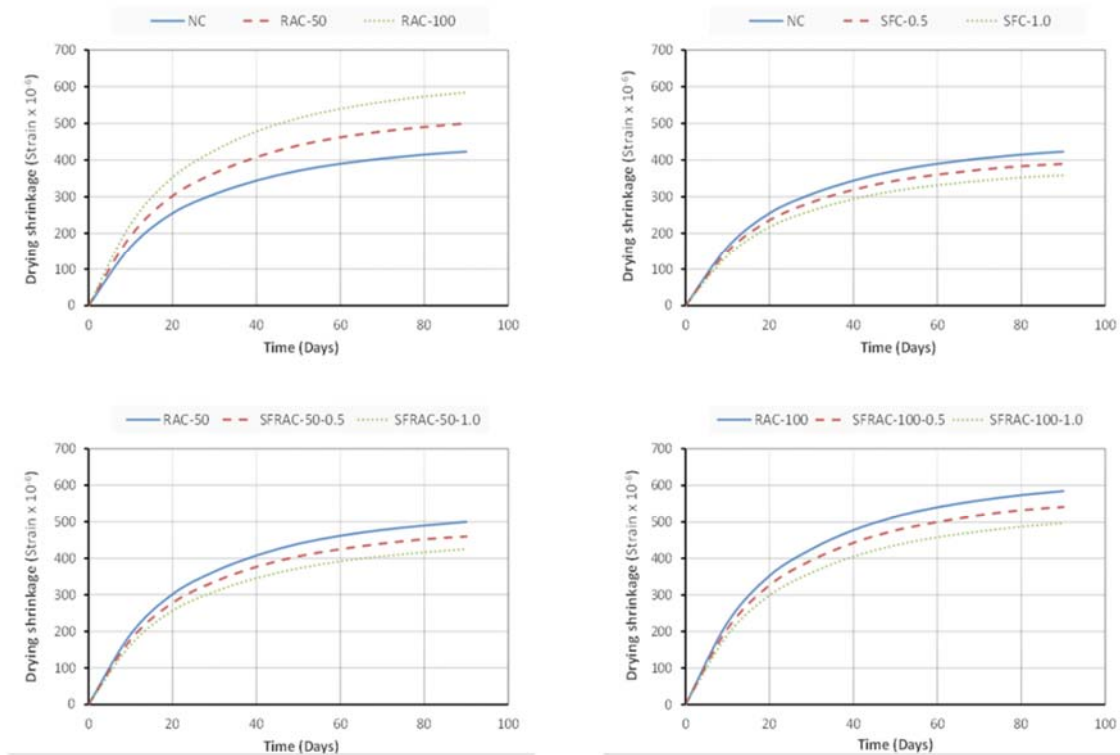 NC RAC-50 RAC-100
Drying shrinkage (Strain x 10⁻⁶)
700
600
500
400
300
200
100
0
0 20 40 60 80 100
Time (Days)
NC SFC-0.5 SFC-1.0
Drying shrinkage (Strain x 10⁻⁶)
700
600
500
400
300
200
100
0
0 20 40 60 80 100
Time (Days)
RAC-50 SFRAC-50-0.5 SFRAC-50-1.0
Drying shrinkage (Strain x 10⁻⁶)
700
600
500
400
300
200
100
0
0 20 40 60 80 100
Time (Days)
RAC-100 SFRAC-100-0.5 SFRAC-100-1.0
Drying shrinkage (Strain x 10⁻⁶)
700
600
500
400
300
200
100
0
0 20 40 60 80 100
Time (Days)